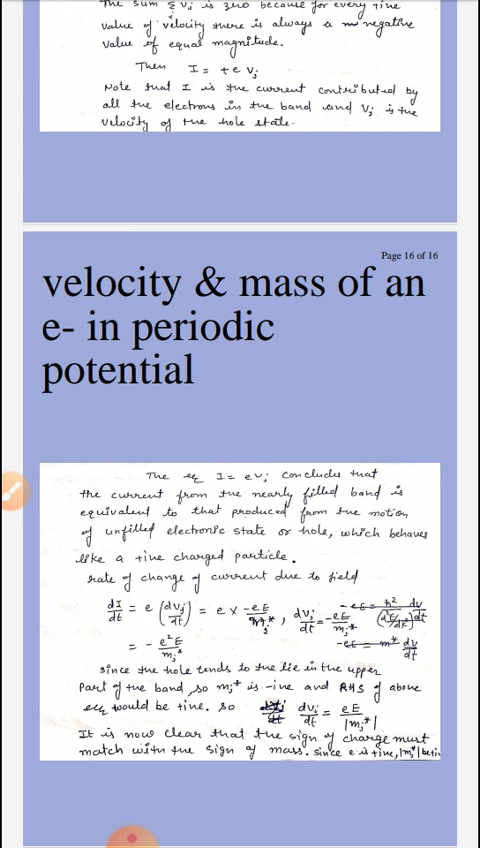 The sum Σ Vj is zero because for every +ive
value of velocity there is always a negative
value of equal magnitude.
Then I = +e vj
Note that I is the current contributed by
all the electrons in the band and Vj is the
velocity of the hole state.
Page 16 of 16
velocity & mass of an
e- in periodic
potential
The eq I = evj concludes that
the current from the nearly filled band is
equivalent to that produced from the motion
of unfilled electronic state or hole, which behaves
like a +ive charged particle.
rate of change of current due to field
dI/dt = e (dvj/dt) = e × -eE/mj*, dvj/dt = -eE/mj*
= - e²E/mj*
since the hole tends to the lie in the upper
part of the band, so mj* is -ive and RHS of above
eq would be +ive. so dvj/dt = eE/|mj*|
It is now clear that the sign of charge must
match with the sign of mass. since e is +ive, |mj*|